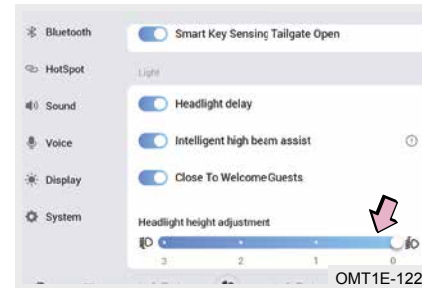 Bluetooth
Smart Key Sensing Tailgate Open
HotSpot
Light
Sound
Headlight delay
Voice
Intelligent high beam assist
Display
Close To WelcomeGuests
System
Headlight height adjustment
3 2 1 0
OMT1E-122